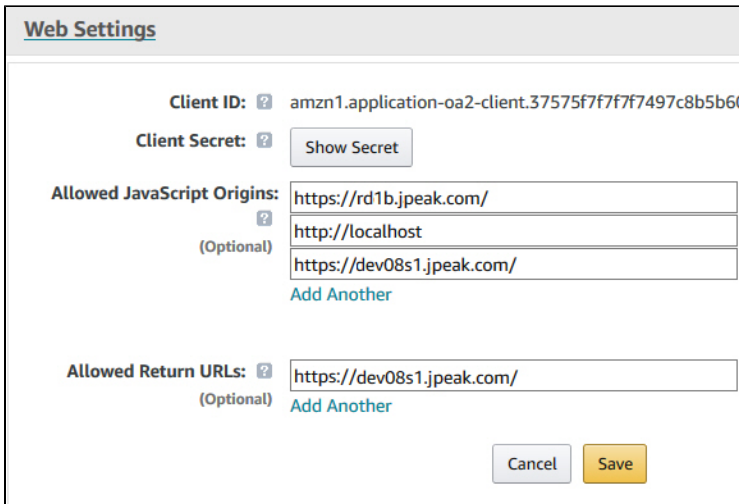 Web Settings
Client ID: ? amzn1.application-oa2-client.37575f7f7f7f7497c8b5b60
Client Secret: ? Show Secret
Allowed JavaScript Origins: https://rd1b.jpeak.com/
? http://localhost
(Optional)
https://dev08s1.jpeak.com/
Add Another
Allowed Return URLs: ? https://dev08s1.jpeak.com/
(Optional) Add Another
Cancel Save